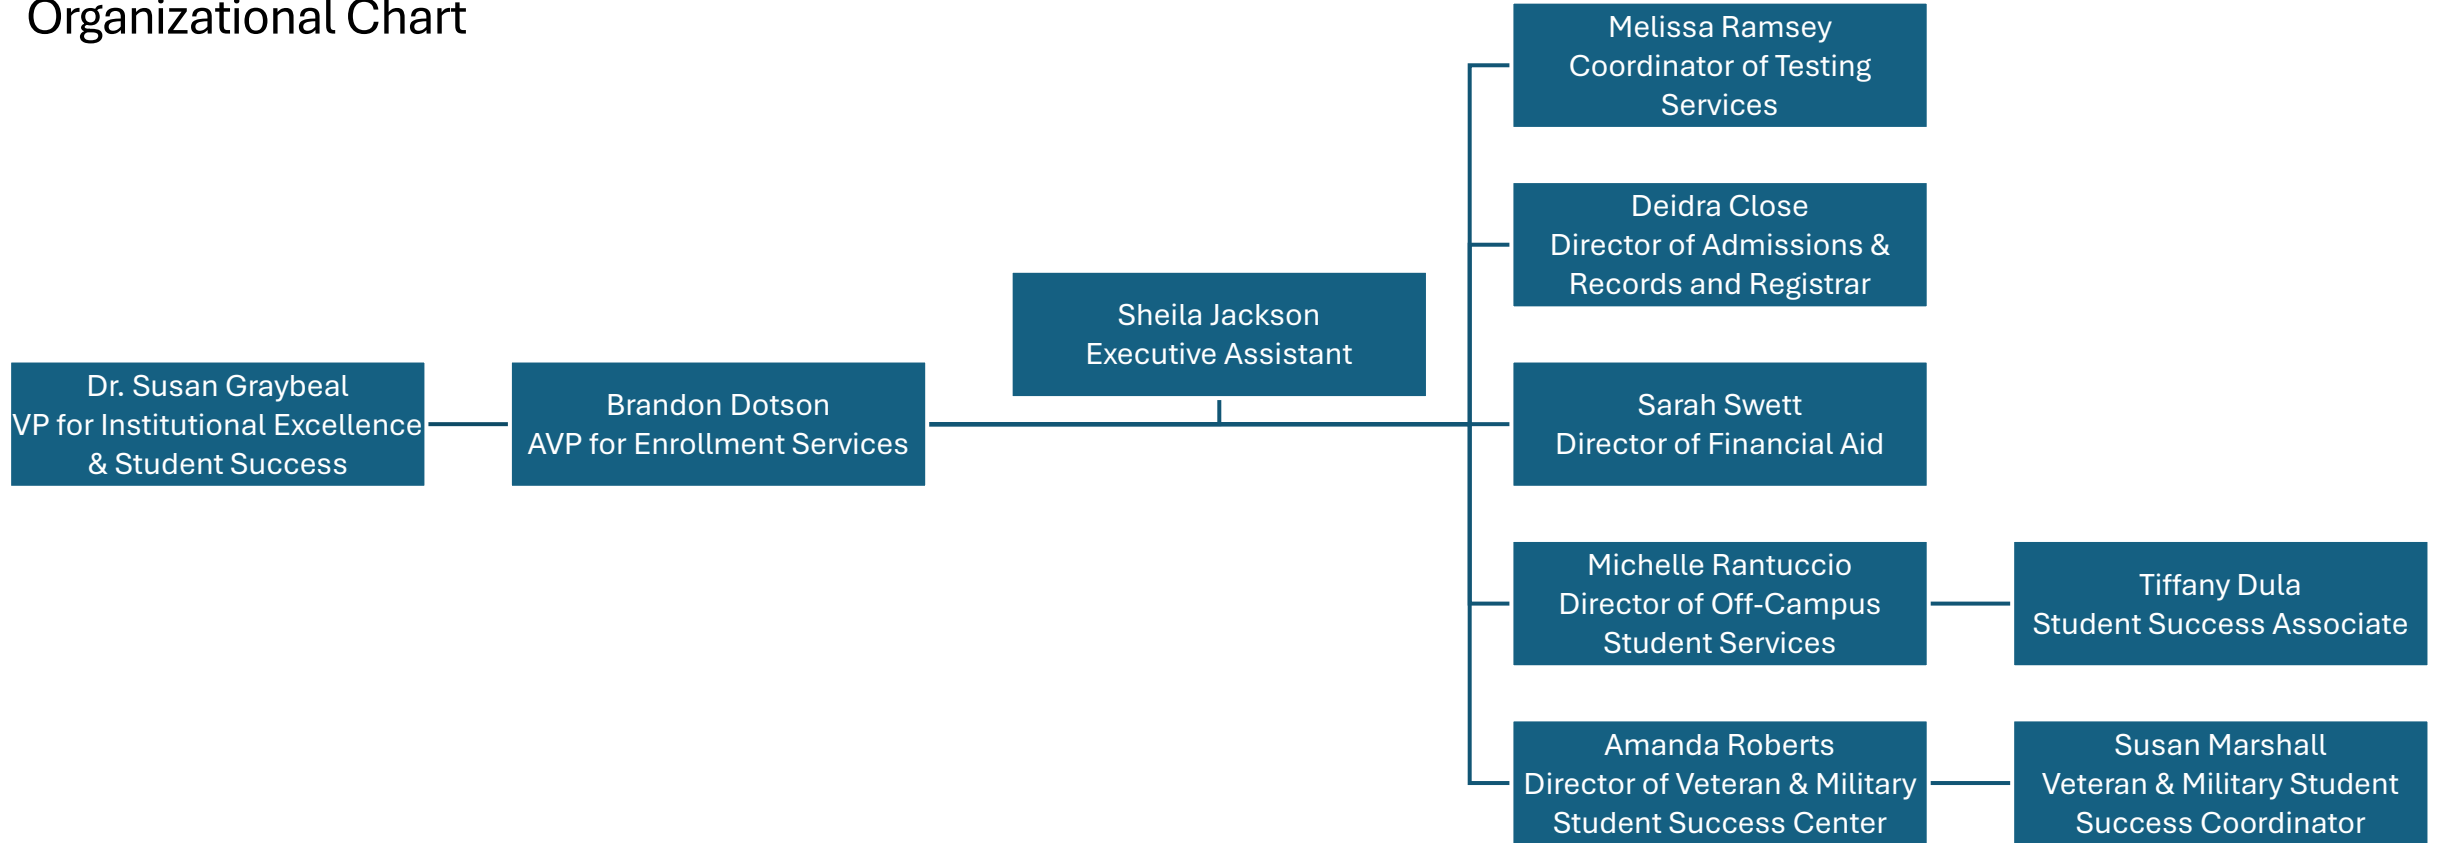 Organizational Chart
Dr. Susan Graybeal
VP for Institutional Excellence
& Student Success
Brandon Dotson
AVP for Enrollment Services
Sheila Jackson
Executive Assistant
Melissa Ramsey
Coordinator of Testing
Services
Deidra Close
Director of Admissions &
Records and Registrar
Sarah Swett
Director of Financial Aid
Michelle Rantuccio
Director of Off-Campus
Student Services
Tiffany Dula
Student Success Associate
Amanda Roberts
Director of Veteran & Military
Student Success Center
Susan Marshall
Veteran & Military Student
Success Coordinator